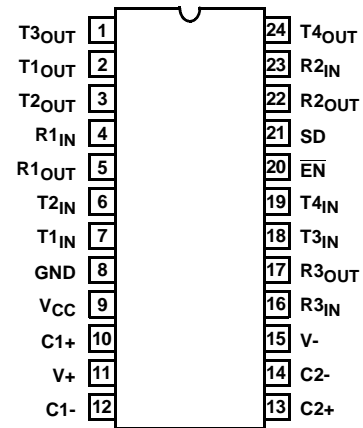 T3OUT 1 24 T4OUT
T1OUT 2 23 R2IN
T2OUT 3 22 R2OUT
R1IN 4 21 SD
R1OUT 5 20 EN
T2IN 6 19 T4IN
T1IN 7 18 T3IN
GND 8 17 R3OUT
VCC 9 16 R3IN
C1+ 10 15 V-
V+ 11 14 C2-
C1- 12 13 C2+